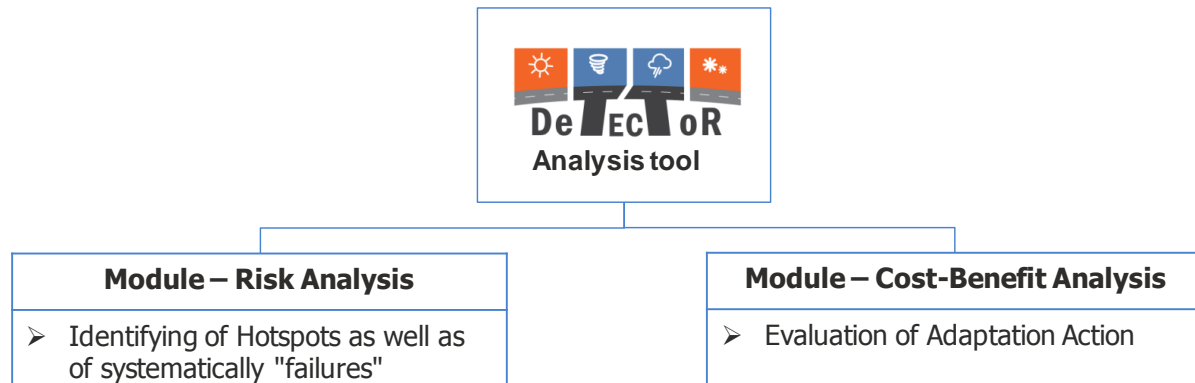 DeTECToR
Analysis tool
Module – Risk Analysis
Module – Cost-Benefit Analysis
➢ Identifying of Hotspots as well as
of systematically "failures"
➢ Evaluation of Adaptation Action